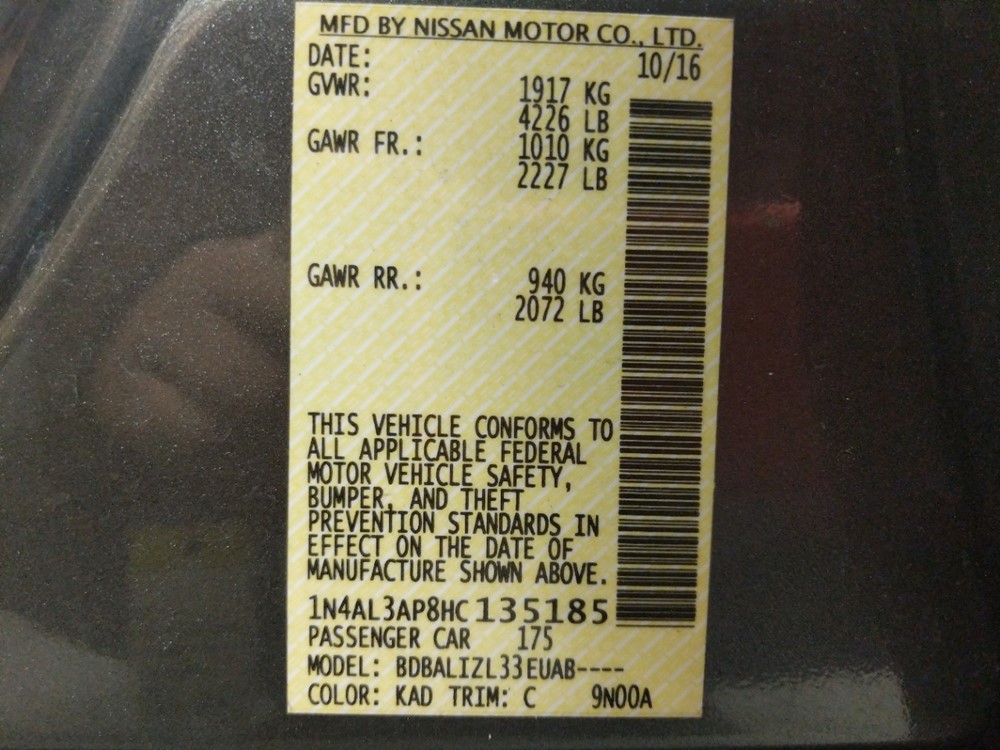 MFD BY NISSAN MOTOR CO., LTD.
DATE: 10/16
GVWR: 1917 KG
4226 LB
GAWR FR.: 1010 KG
2227 LB
GAWR RR.: 940 KG
2072 LB
THIS VEHICLE CONFORMS TO
ALL APPLICABLE FEDERAL
MOTOR VEHICLE SAFETY,
BUMPER, AND THEFT
PREVENTION STANDARDS IN
EFFECT ON THE DATE OF
MANUFACTURE SHOWN ABOVE.
1N4AL3AP8HC135185
PASSENGER CAR 175
MODEL: BDBALIZL33EUAB----
COLOR: KAD TRIM: C 9N00A